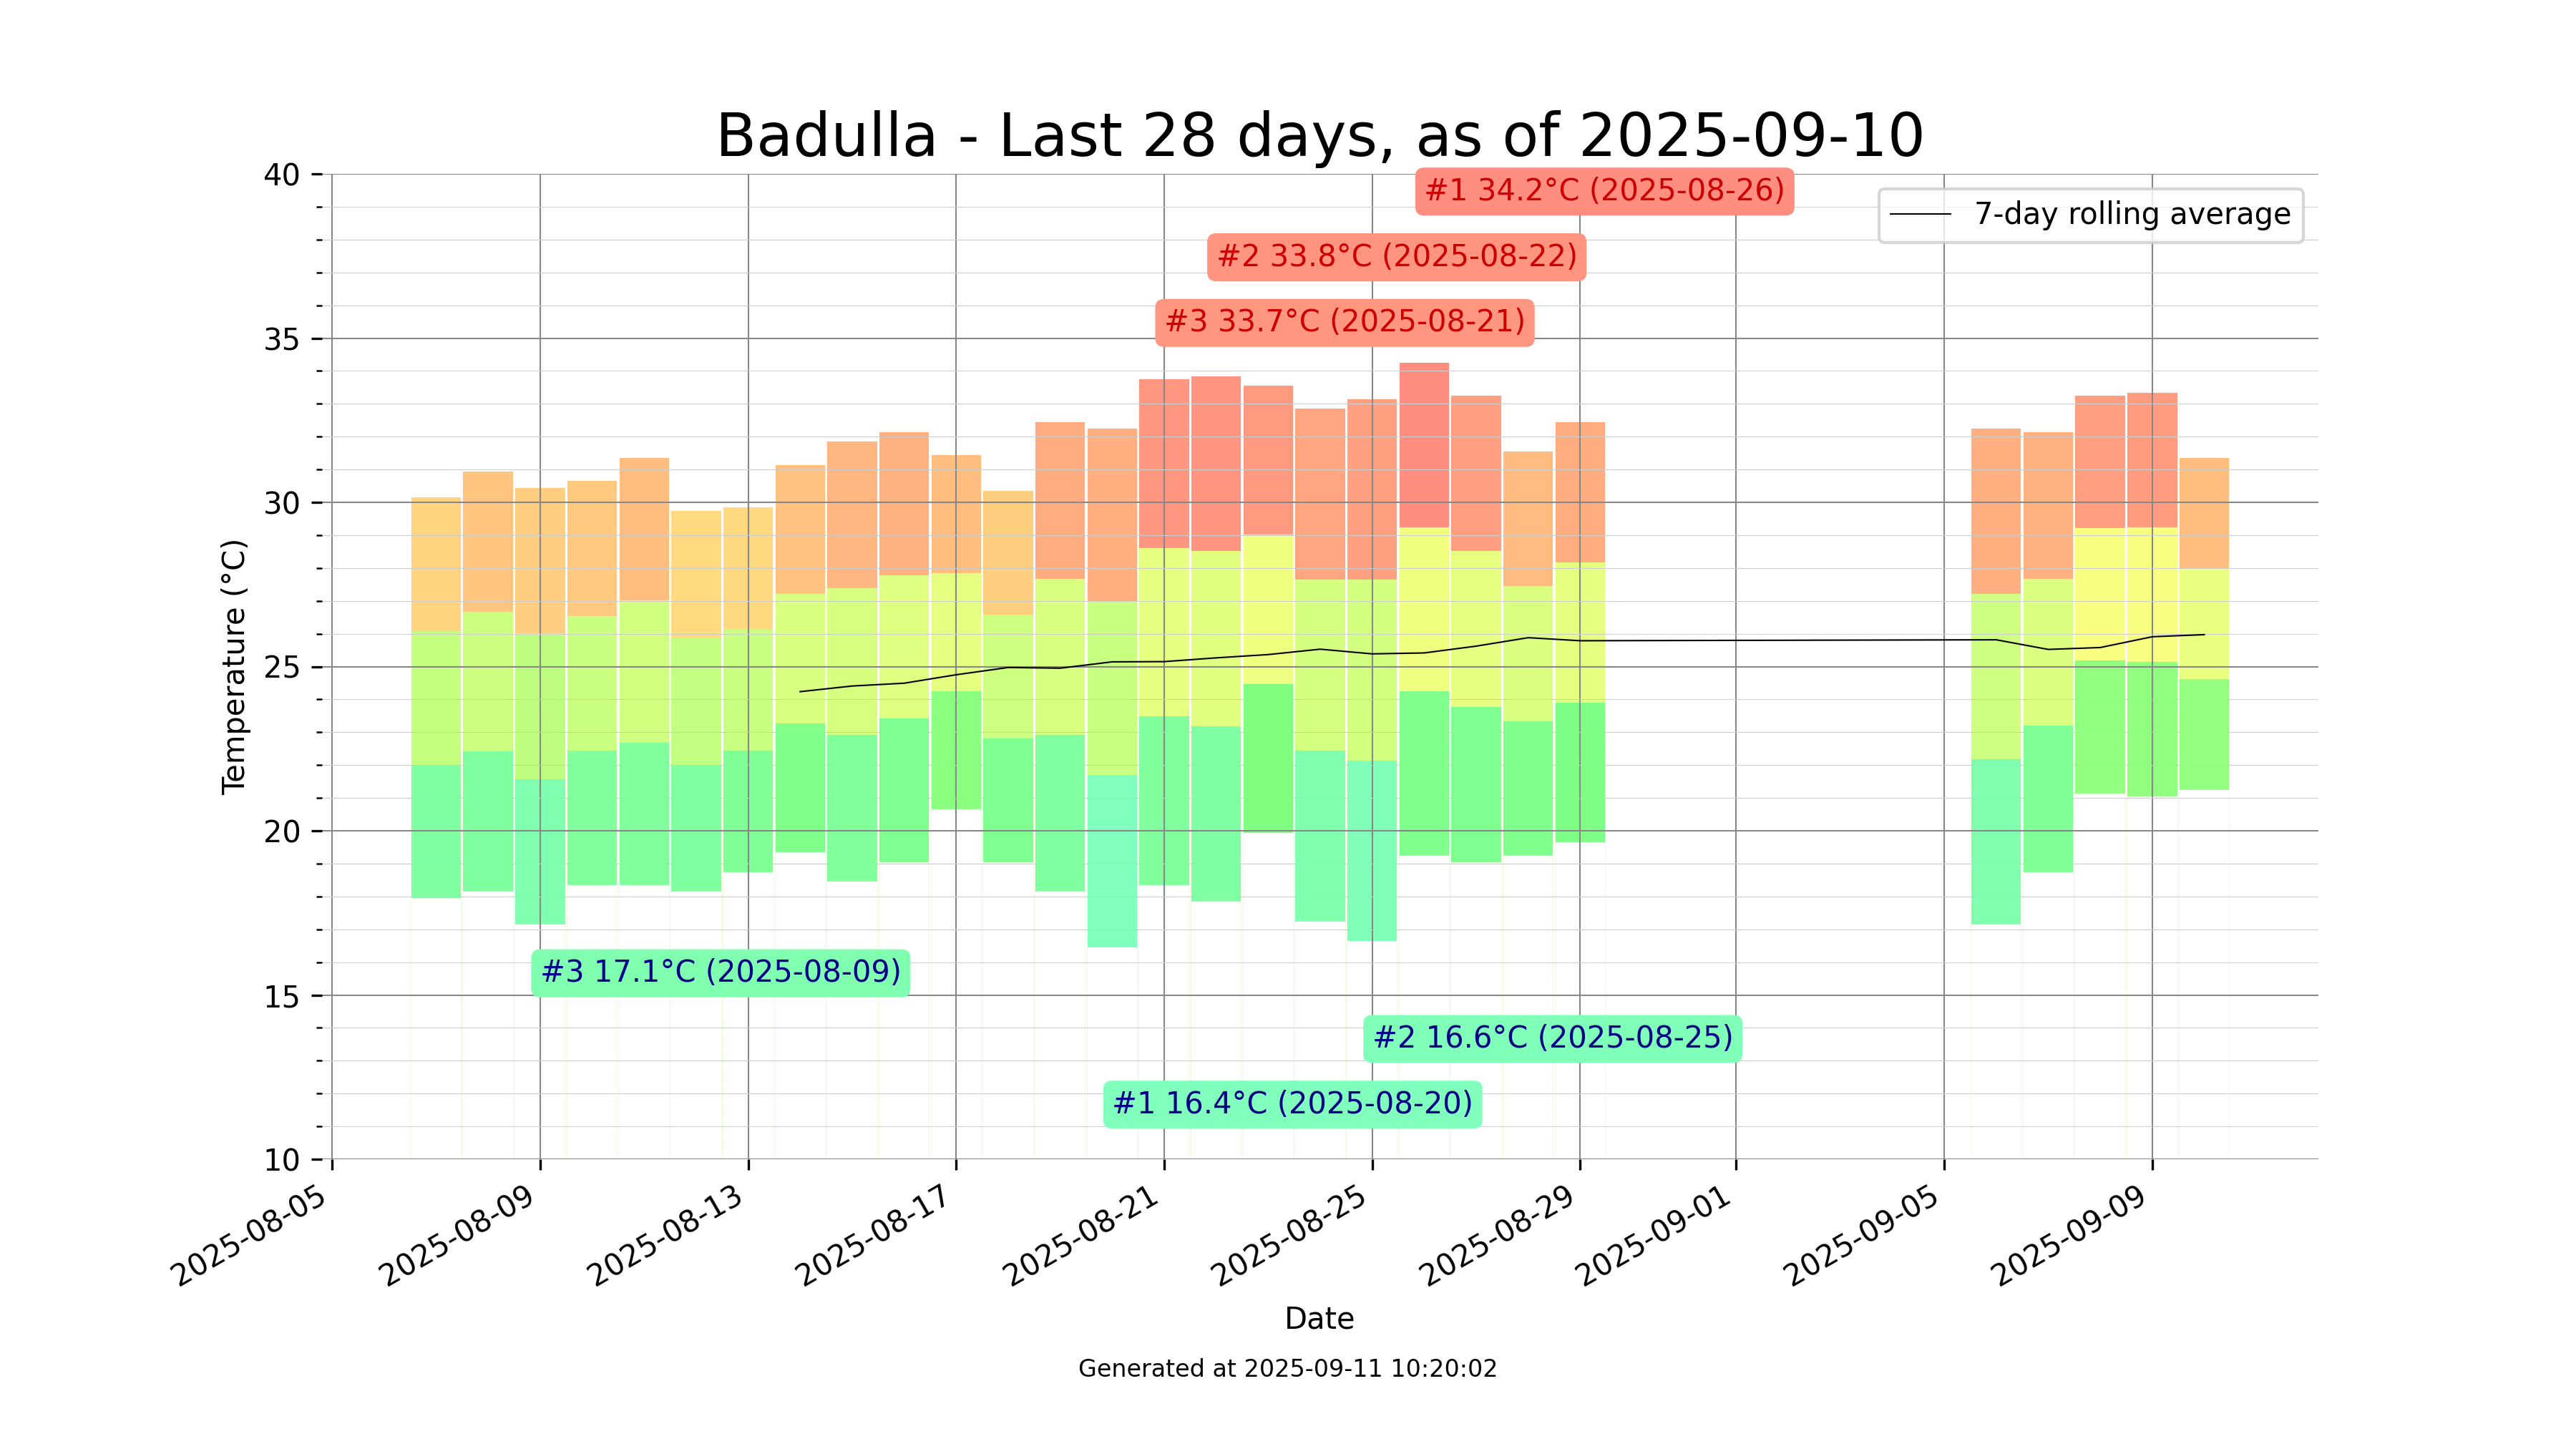 Badulla - Last 28 days, as of 2025-09-10
40
35
30
25
20
15
10
Temperature (°C)
7-day rolling average
#1 34.2°C (2025-08-26)
#2 33.8°C (2025-08-22)
#3 33.7°C (2025-08-21)
#3 17.1°C (2025-08-09)
#2 16.6°C (2025-08-25)
#1 16.4°C (2025-08-20)
2025-08-05
2025-08-09
2025-08-13
2025-08-17
2025-08-21
2025-08-25
2025-08-29
2025-09-01
2025-09-05
2025-09-09
Date
Generated at 2025-09-11 10:20:02